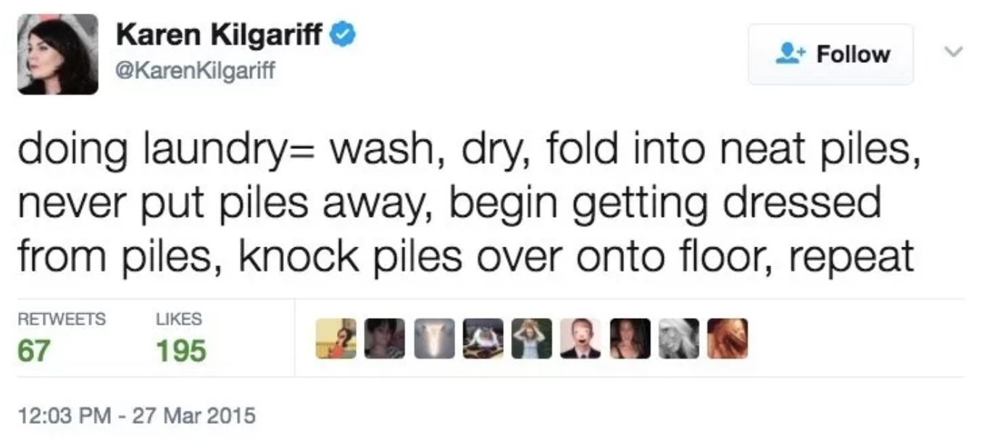 Karen Kilgariff
@KarenKilgariff
Follow
doing laundry= wash, dry, fold into neat piles,
never put piles away, begin getting dressed
from piles, knock piles over onto floor, repeat
RETWEETS LIKES
67 195
12:03 PM - 27 Mar 2015